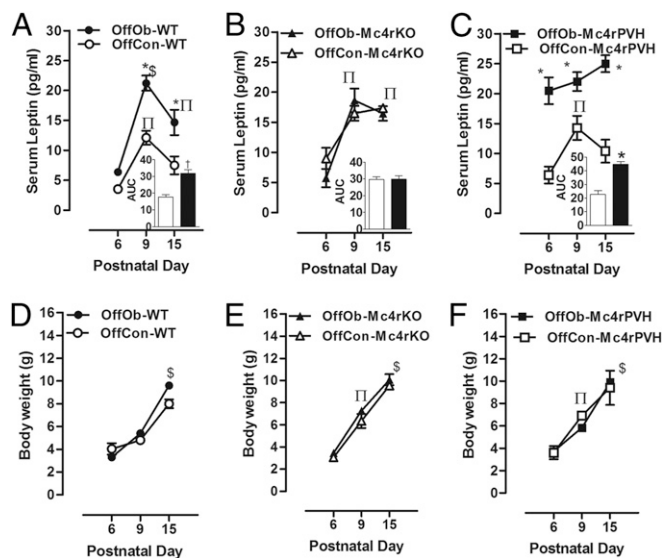 A
OffOb-WT
OffCon-WT
Serum Leptin (pg/ml)
30
25
20
15
10
5
0
*$
Π
*Π
AUC
40
30
20
10
0
†
6 9 15
Postnatal Day
B
OffOb-Mc4rKO
OffCon-Mc4rKO
Serum Leptin (pg/ml)
30
25
20
15
10
5
0
Π
Π
AUC
40
30
20
10
0
6 9 15
Postnatal Day
C
OffOb-Mc4rPVH
OffCon-Mc4rPVH
Serum Leptin (pg/ml)
30
25
20
15
10
5
0
*
*
*
Π
AUC
50
40
30
20
10
0
*
6 9 15
Postnatal Day
D
OffOb-WT
OffCon-WT
Body weight (g)
16
14
12
10
8
6
4
2
0
$
6 9 15
Postnatal Day
E
OffOb-Mc4rKO
OffCon-Mc4rKO
Body weight (g)
16
14
12
10
8
6
4
2
0
Π
$
6 9 15
Postnatal Day
F
OffOb-Mc4rPVH
OffCon-Mc4rPVH
Body weight (g)
16
14
12
10
8
6
4
2
0
Π
$
6 9 15
Postnatal Day